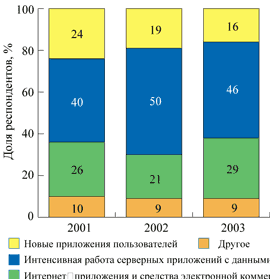 Доля респондентов, %
100
80
60
40
20
0
24 19 16
40 50 46
26 21 29
10 9 9
2001 2002 2003
Новые приложения пользователей Другое
Интенсивная работа серверных приложений с данными
Интернет приложения и средства электронной